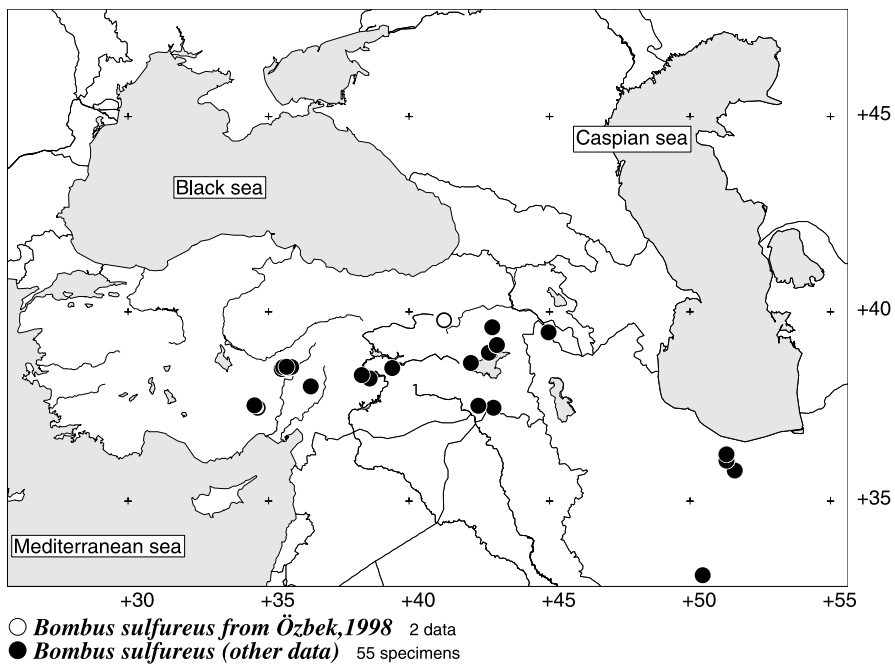 +45
Caspian sea
Black sea
+40
+35
Mediterranean sea
+30 +35 +40 +45 +50 +55
Bombus sulfureus from Özbek,1998 2 data
Bombus sulfureus (other data) 55 specimens